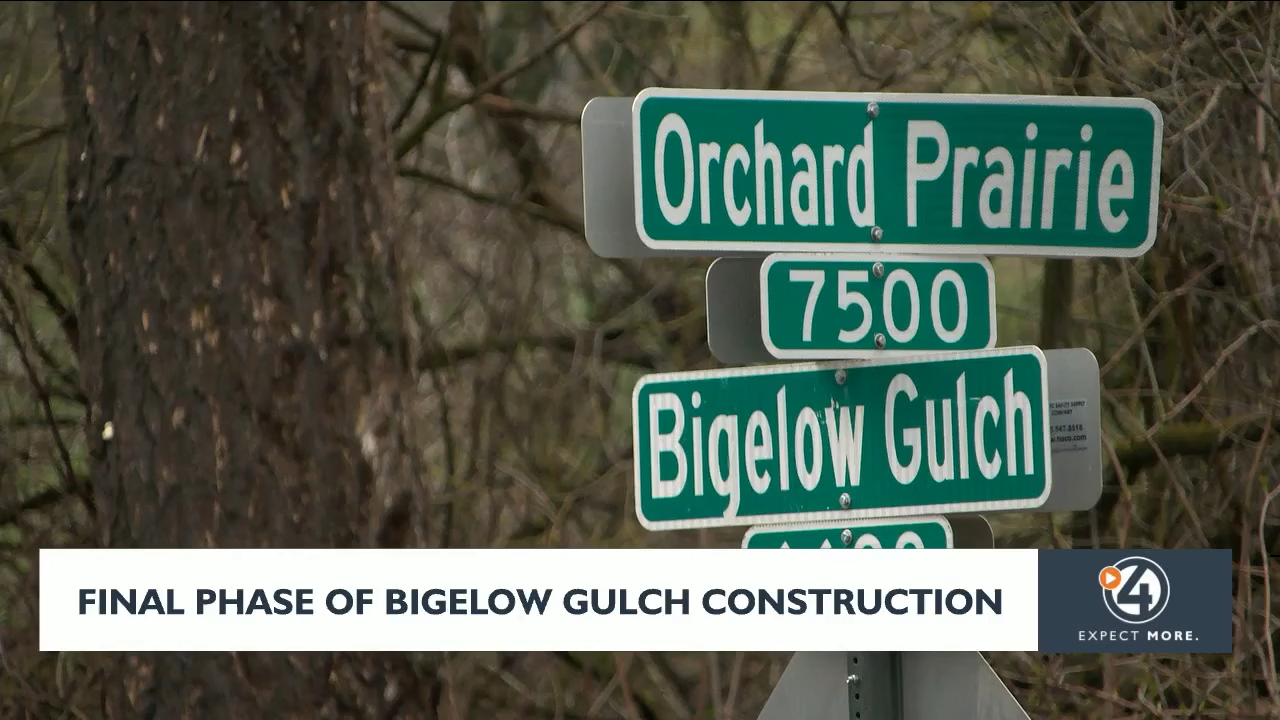 Orchard Prairie
7500
Bigelow Gulch
FINAL PHASE OF BIGELOW GULCH CONSTRUCTION
4
EXPECT MORE.